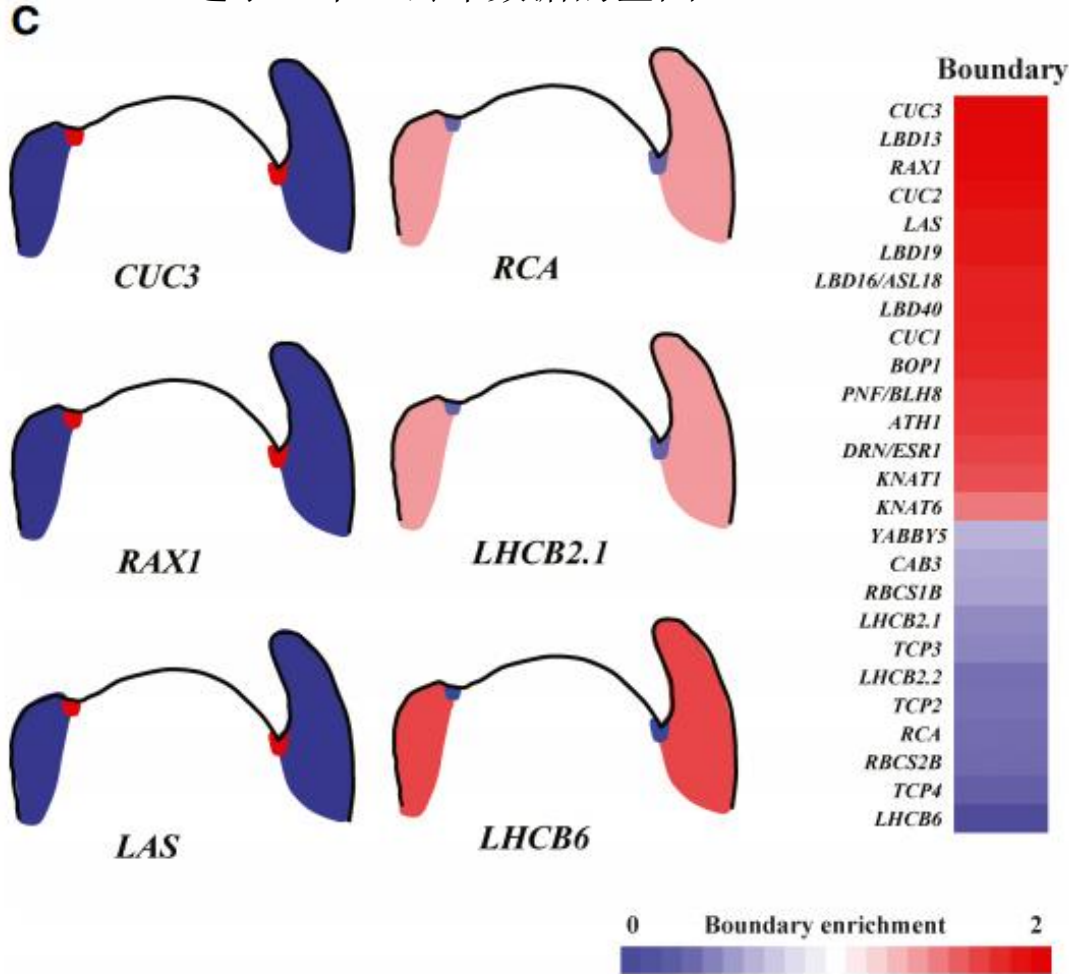 C
CUC3
RCA
RAX1
LHCB2.1
LAS
LHCB6
Boundary
CUC3
LBD13
RAX1
CUC2
LAS
LBD19
LBD16/ASL18
LBD40
CUC1
BOP1
PNF/BLH8
ATH1
DRN/ESR1
KNAT1
KNAT6
YABBY5
CAB3
RBCS1B
LHCB2.1
TCP3
LHCB2.2
TCP2
RCA
RBCS2B
TCP4
LHCB6
0 Boundary enrichment 2